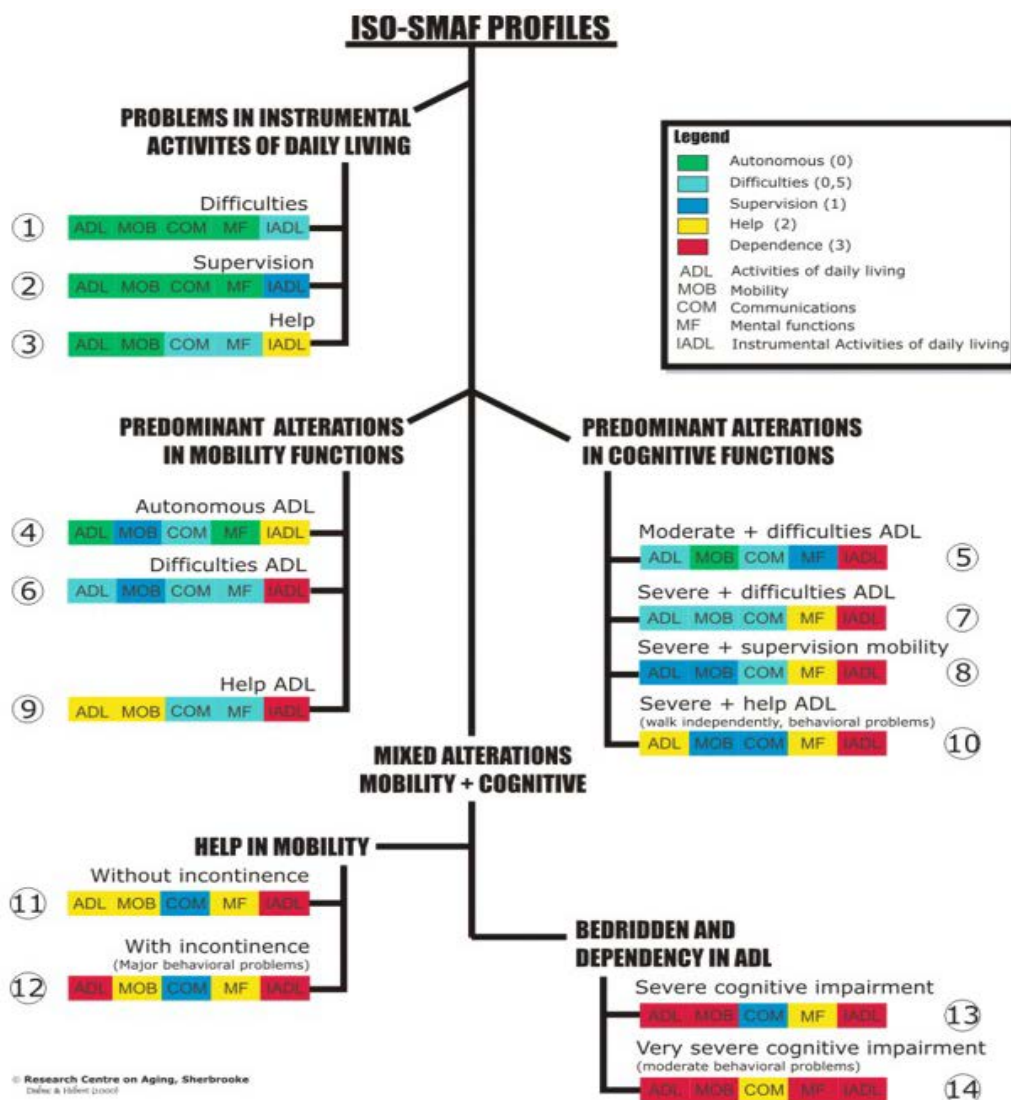 ISO-SMAF PROFILES
PROBLEMS IN INSTRUMENTAL
ACTIVITES OF DAILY LIVING
Difficulties
1 ADL MOB COM MF IADL
Supervision
2 ADL MOB COM MF IADL
Help
3 ADL MOB COM MF IADL
Legend
Autonomous (0)
Difficulties (0,5)
Supervision (1)
Help (2)
Dependence (3)
ADL Activities of daily living
MOB Mobility
COM Communications
MF Mental functions
IADL Instrumental Activities of daily living
PREDOMINANT ALTERATIONS
IN MOBILITY FUNCTIONS
Autonomous ADL
4 ADL MOB COM MF IADL
Difficulties ADL
6 ADL MOB COM MF IADL
Help ADL
9 ADL MOB COM MF IADL
PREDOMINANT ALTERATIONS
IN COGNITIVE FUNCTIONS
Moderate + difficulties ADL
ADL MOB COM MF IADL 5
Severe + difficulties ADL
ADL MOB COM MF IADL 7
Severe + supervision mobility
ADL MOB COM MF IADL 8
Severe + help ADL
(walk independently, behavioral problems)
ADL MOB COM MF IADL 10
MIXED ALTERATIONS
MOBILITY + COGNITIVE
HELP IN MOBILITY
Without incontinence
11 ADL MOB COM MF IADL
With incontinence
(Major behavioral problems)
12 ADL MOB COM MF IADL
BEDRIDDEN AND
DEPENDENCY IN ADL
Severe cognitive impairment
ADL MOB COM MF IADL 13
Very severe cognitive impairment
(moderate behavioral problems)
ADL MOB COM MF IADL 14
© Research Centre on Aging, Sherbrooke
Dubuc & Hébert (2000)